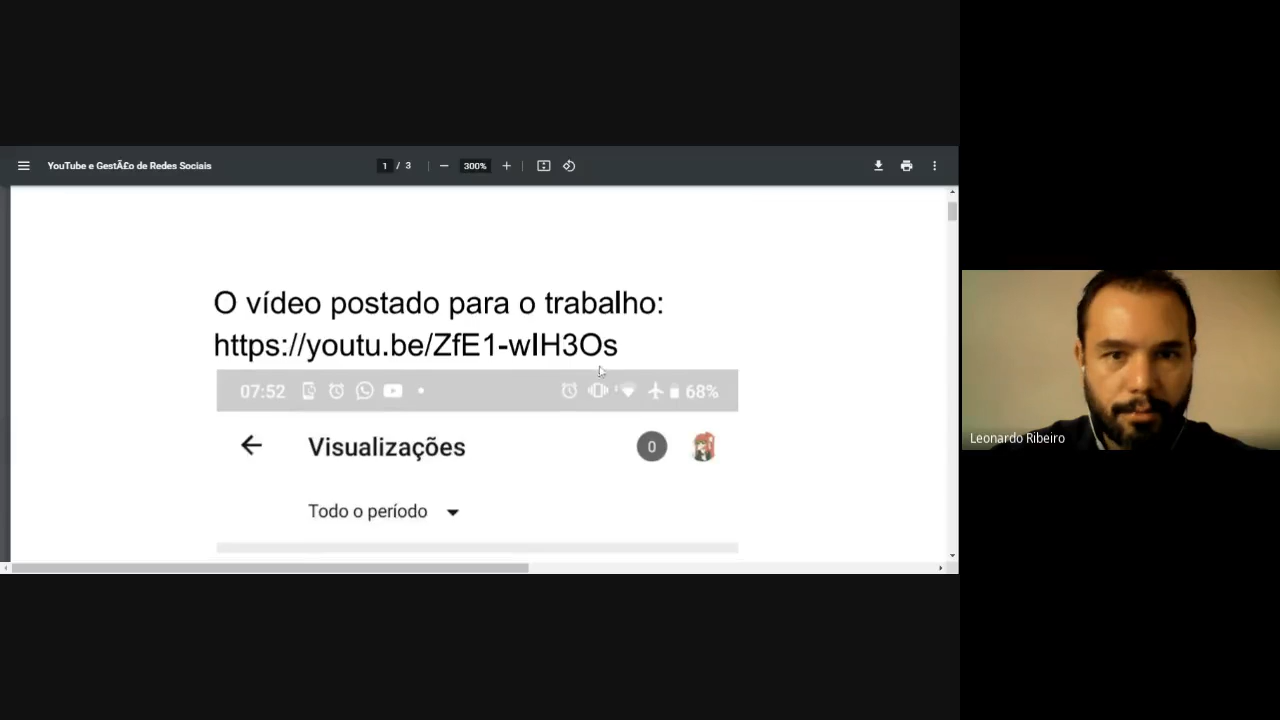 YouTube e GestÃ£o de Redes Sociais
1 / 3
300%
O vídeo postado para o trabalho:
https://youtu.be/ZfE1-wIH3Os
07:52
68%
Visualizações
0
Todo o período
Leonardo Ribeiro